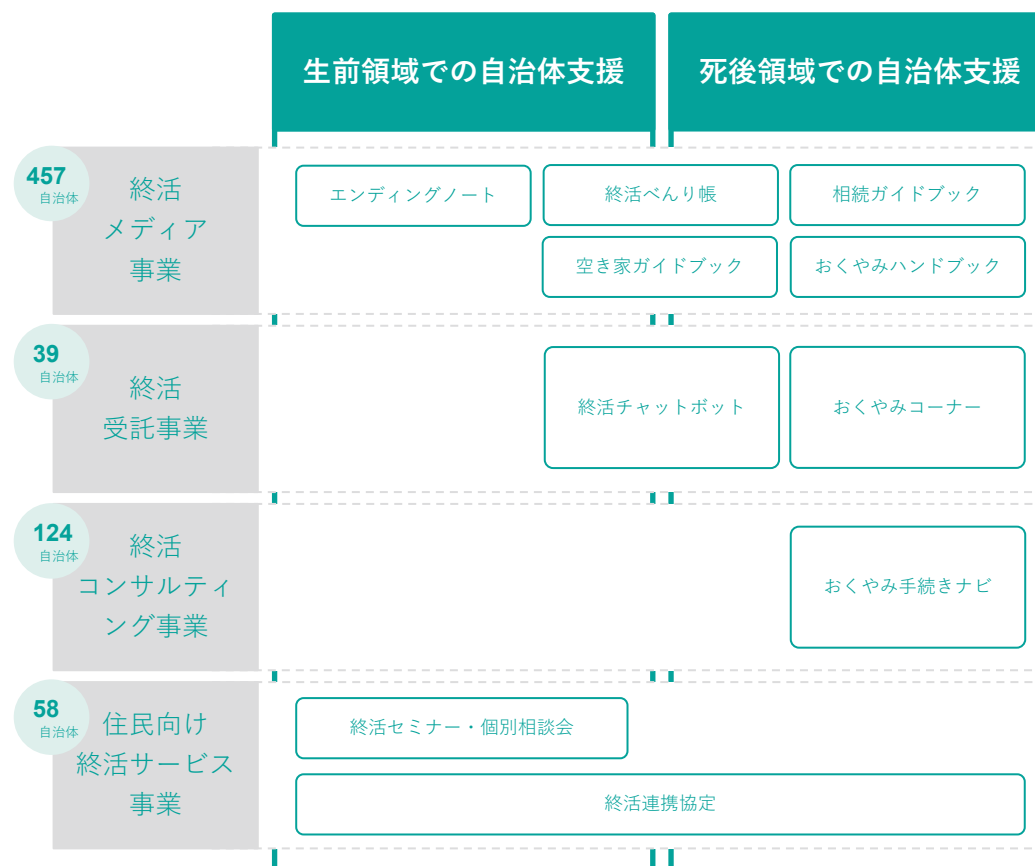 生前領域での自治体支援
死後領域での自治体支援
457
自治体
終活
メディア
事業
エンディングノート
終活べんり帳
相続ガイドブック
空き家ガイドブック
おくやみハンドブック
39
自治体
終活
受託事業
終活チャットボット
おくやみコーナー
124
自治体
終活
コンサルティ
ング事業
おくやみ手続きナビ
58
自治体
住民向け
終活サービス
事業
終活セミナー・個別相談会
終活連携協定